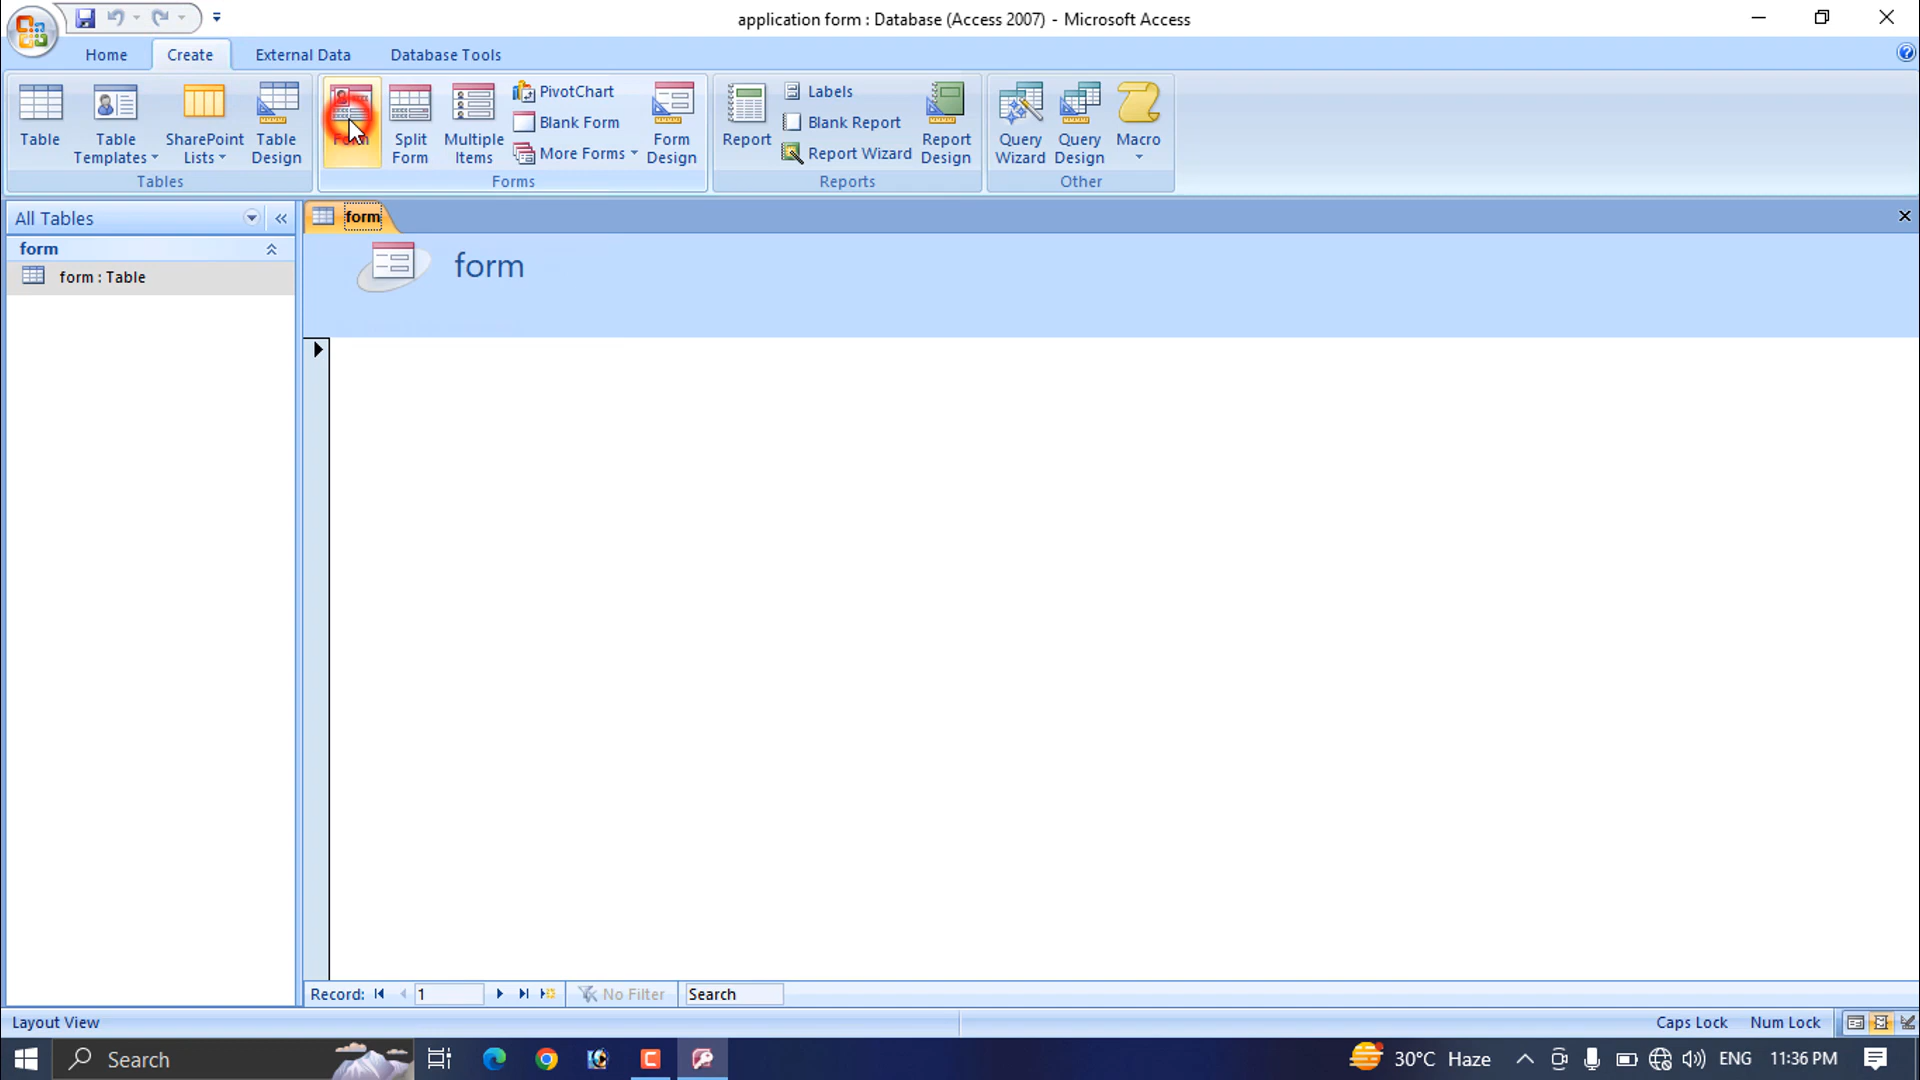 application form : Database (Access 2007) - Microsoft Access
Home Create External Data Database Tools
Table
Table Templates
SharePoint Lists
Table Design
Tables
Form
Split Form
Multiple Items
PivotChart
Blank Form
More Forms
Form Design
Forms
Report
Labels
Blank Report
Report Wizard
Report Design
Reports
Query Wizard
Query Design
Macro
Other
All Tables
form
form : Table
form
form
Record: 1 No Filter Search
Layout View Caps Lock Num Lock
Search 30°C Haze ENG 11:36 PM